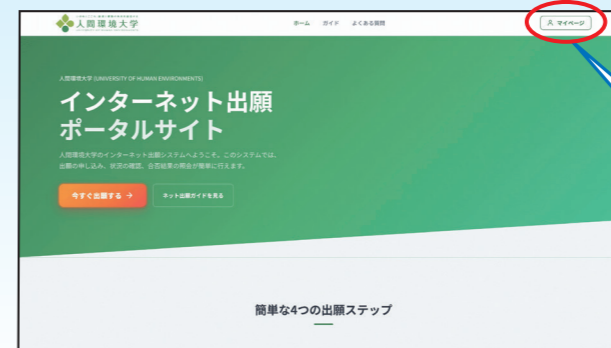 人間環境大学
ホーム ガイド よくある質問
マイページ
人間環境大学 (UNIVERSITY OF HUMAN ENVIRONMENTS)
インターネット出願
ポータルサイト
人間環境大学のインターネット出願システムへようこそ。このシステムでは、
出願の申し込み、状況の確認、合否結果の照会が簡単に行えます。
今すぐ出願する →
ネット出願ガイドを見る
簡単な4つの出願ステップ